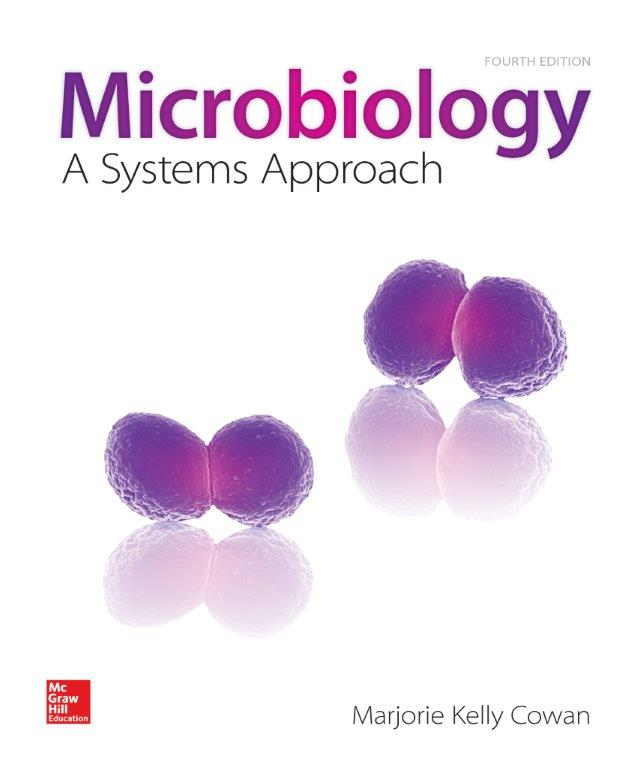 FOURTH EDITION
Microbiology
A Systems Approach
Mc
Graw
Hill
Education
Marjorie Kelly Cowan